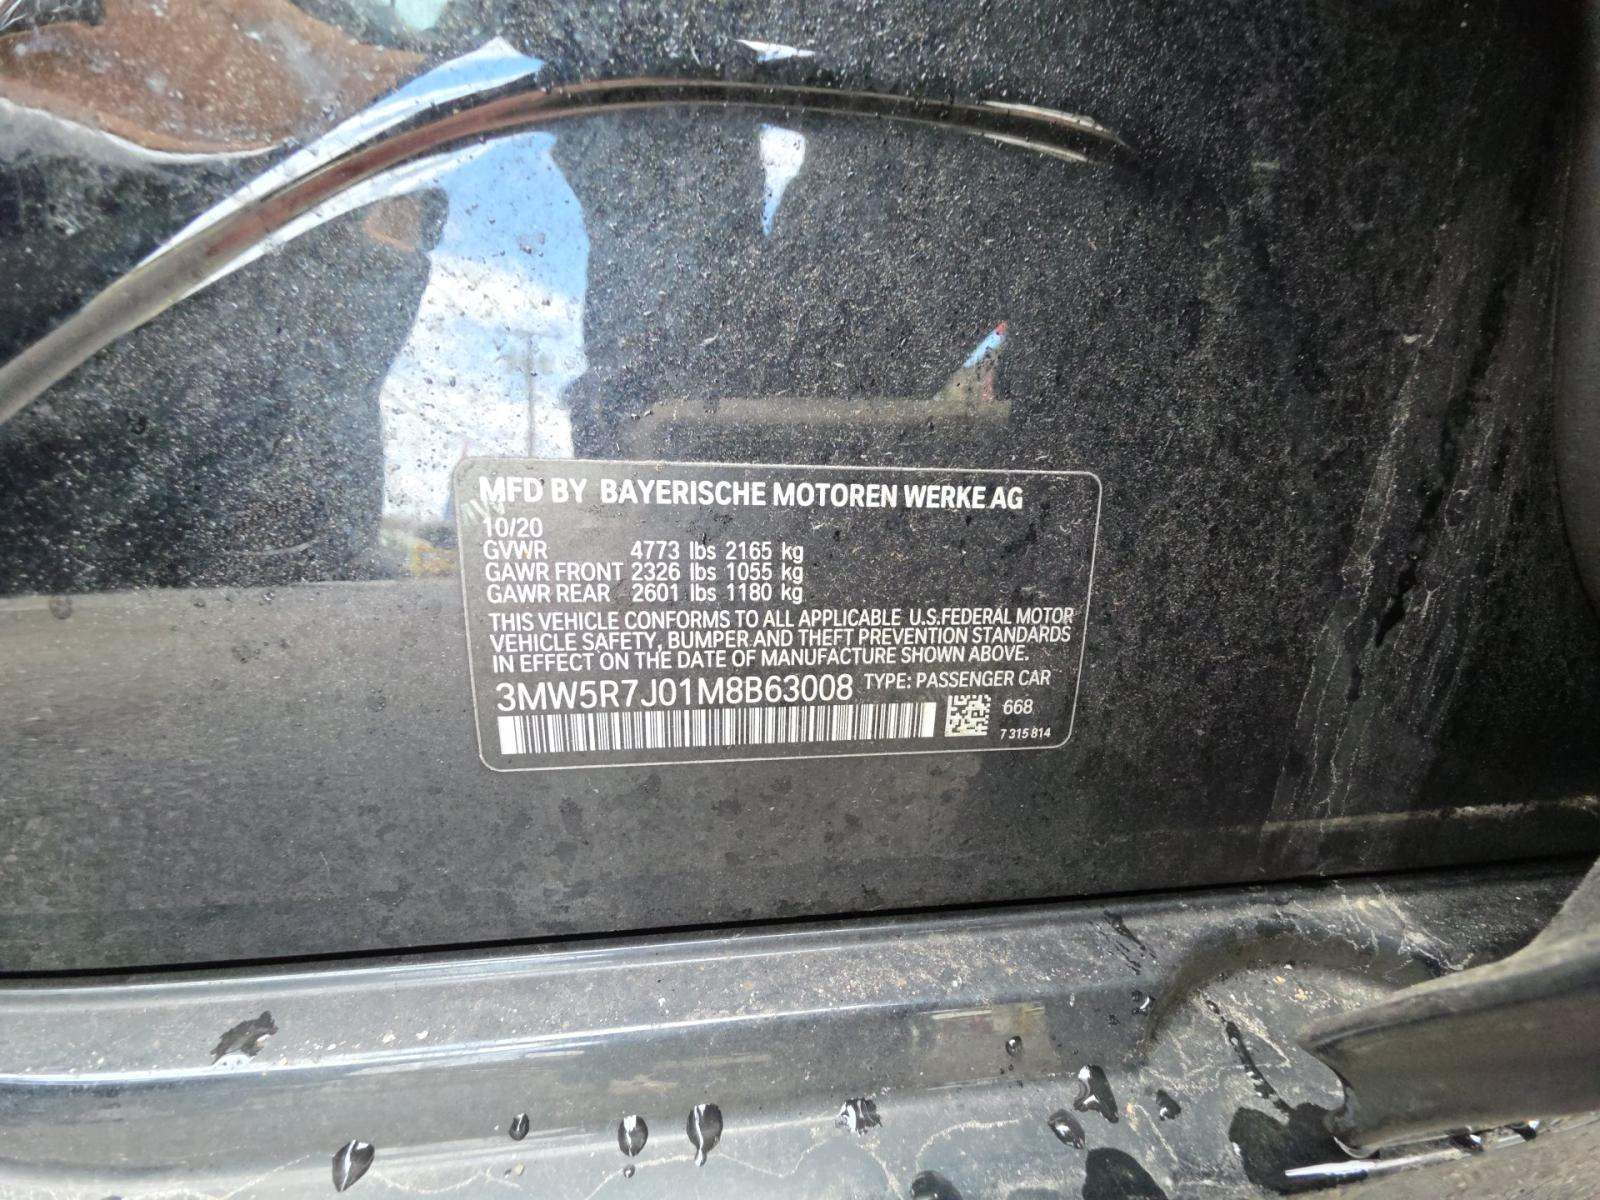 MFD BY BAYERISCHE MOTOREN WERKE AG
10/20
GVWR 4773 lbs 2165 kg
GAWR FRONT 2326 lbs 1055 kg
GAWR REAR 2601 lbs 1180 kg
THIS VEHICLE CONFORMS TO ALL APPLICABLE U.S.FEDERAL MOTOR
VEHICLE SAFETY, BUMPER AND THEFT PREVENTION STANDARDS
IN EFFECT ON THE DATE OF MANUFACTURE SHOWN ABOVE.
3MW5R7J01M8B63008 TYPE: PASSENGER CAR
668
7 315 814